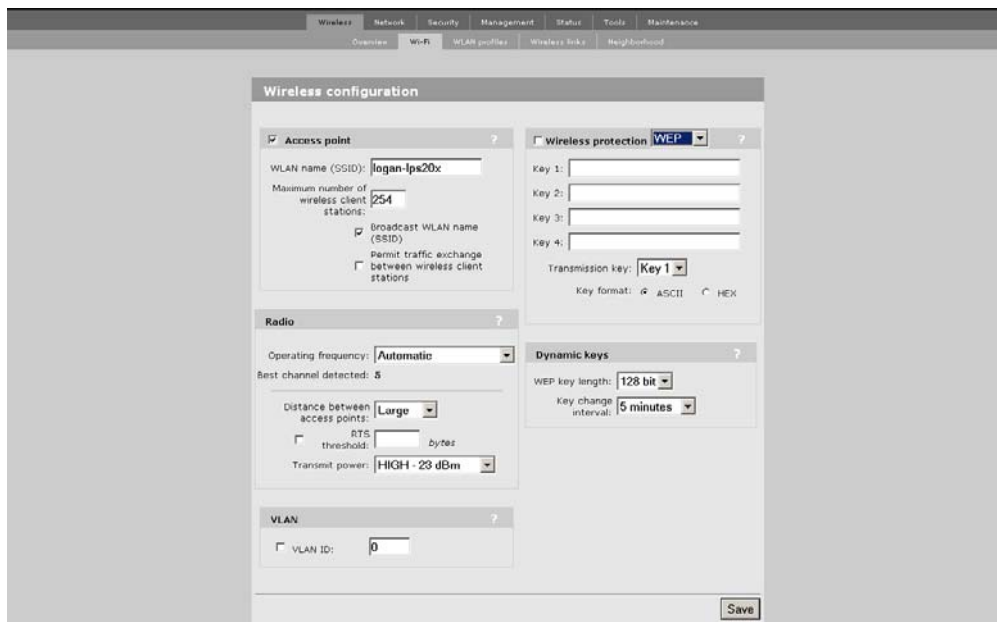 Wireless Network Security Management Status Tools Maintenance
Overview Wi-Fi WLAN profiles Wireless links Neighborhood
Wireless configuration
Access point ?
WLAN name (SSID): logan-lps20x
Maximum number of
wireless client
stations: 254
Broadcast WLAN name
(SSID)
Permit traffic exchange
between wireless client
stations
Radio ?
Operating frequency: Automatic
Best channel detected: 5
Distance between
access points: Large
RTS
threshold: bytes
Transmit power: HIGH - 23 dBm
VLAN ?
VLAN ID: 0
Wireless protection WEP ?
Key 1:
Key 2:
Key 3:
Key 4:
Transmission key: Key 1
Key format: ASCII HEX
Dynamic keys ?
WEP key length: 128 bit
Key change
interval: 5 minutes
Save